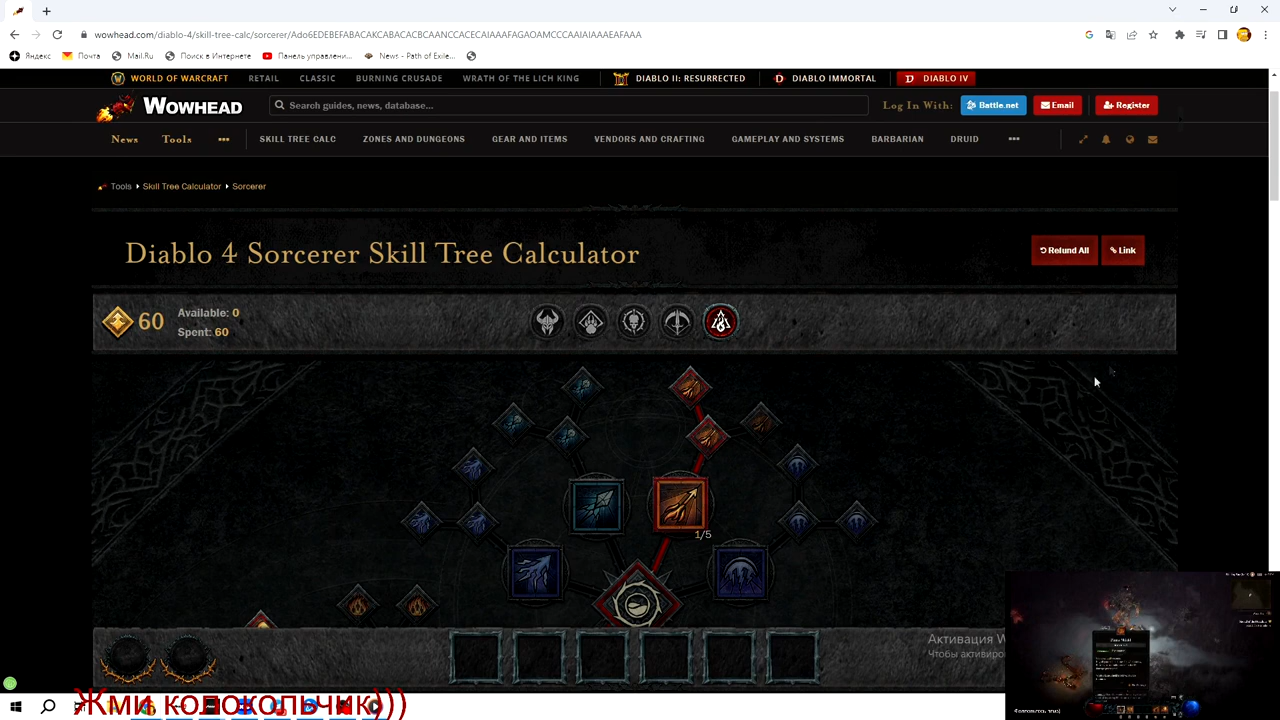 wowhead.com/diablo-4/skill-tree-calc/sorcerer/Ado6EDEBEFABACAKCABACACBCAANCCACECAIAAAFAGAOAMCCCAAIAIAAAEAFAAA
Яндекс Почта Mail.Ru Поиск в Интернете Панель управлени... News - Path of Exile...
WORLD OF WARCRAFT RETAIL CLASSIC BURNING CRUSADE WRATH OF THE LICH KING DIABLO II: RESURRECTED DIABLO IMMORTAL DIABLO IV
WOWHEAD Search guides, news, database... Log In With: Battle.net Email Register
News Tools ••• SKILL TREE CALC ZONES AND DUNGEONS GEAR AND ITEMS VENDORS AND CRAFTING GAMEPLAY AND SYSTEMS BARBARIAN DRUID •••
Tools Skill Tree Calculator Sorcerer
Diablo 4 Sorcerer Skill Tree Calculator
Refund All Link
60 Available: 0
Spent: 60
1/5
Активация W
Чтобы активиро
Жми колокольчик)))